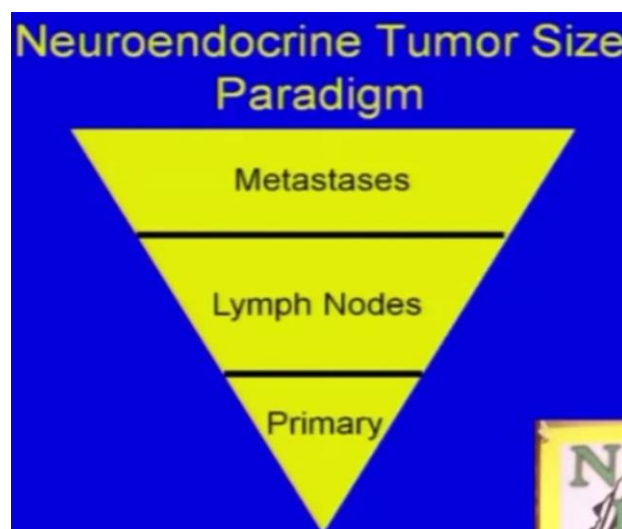 Neuroendocrine Tumor Size
Paradigm
Metastases
Lymph Nodes
Primary
N